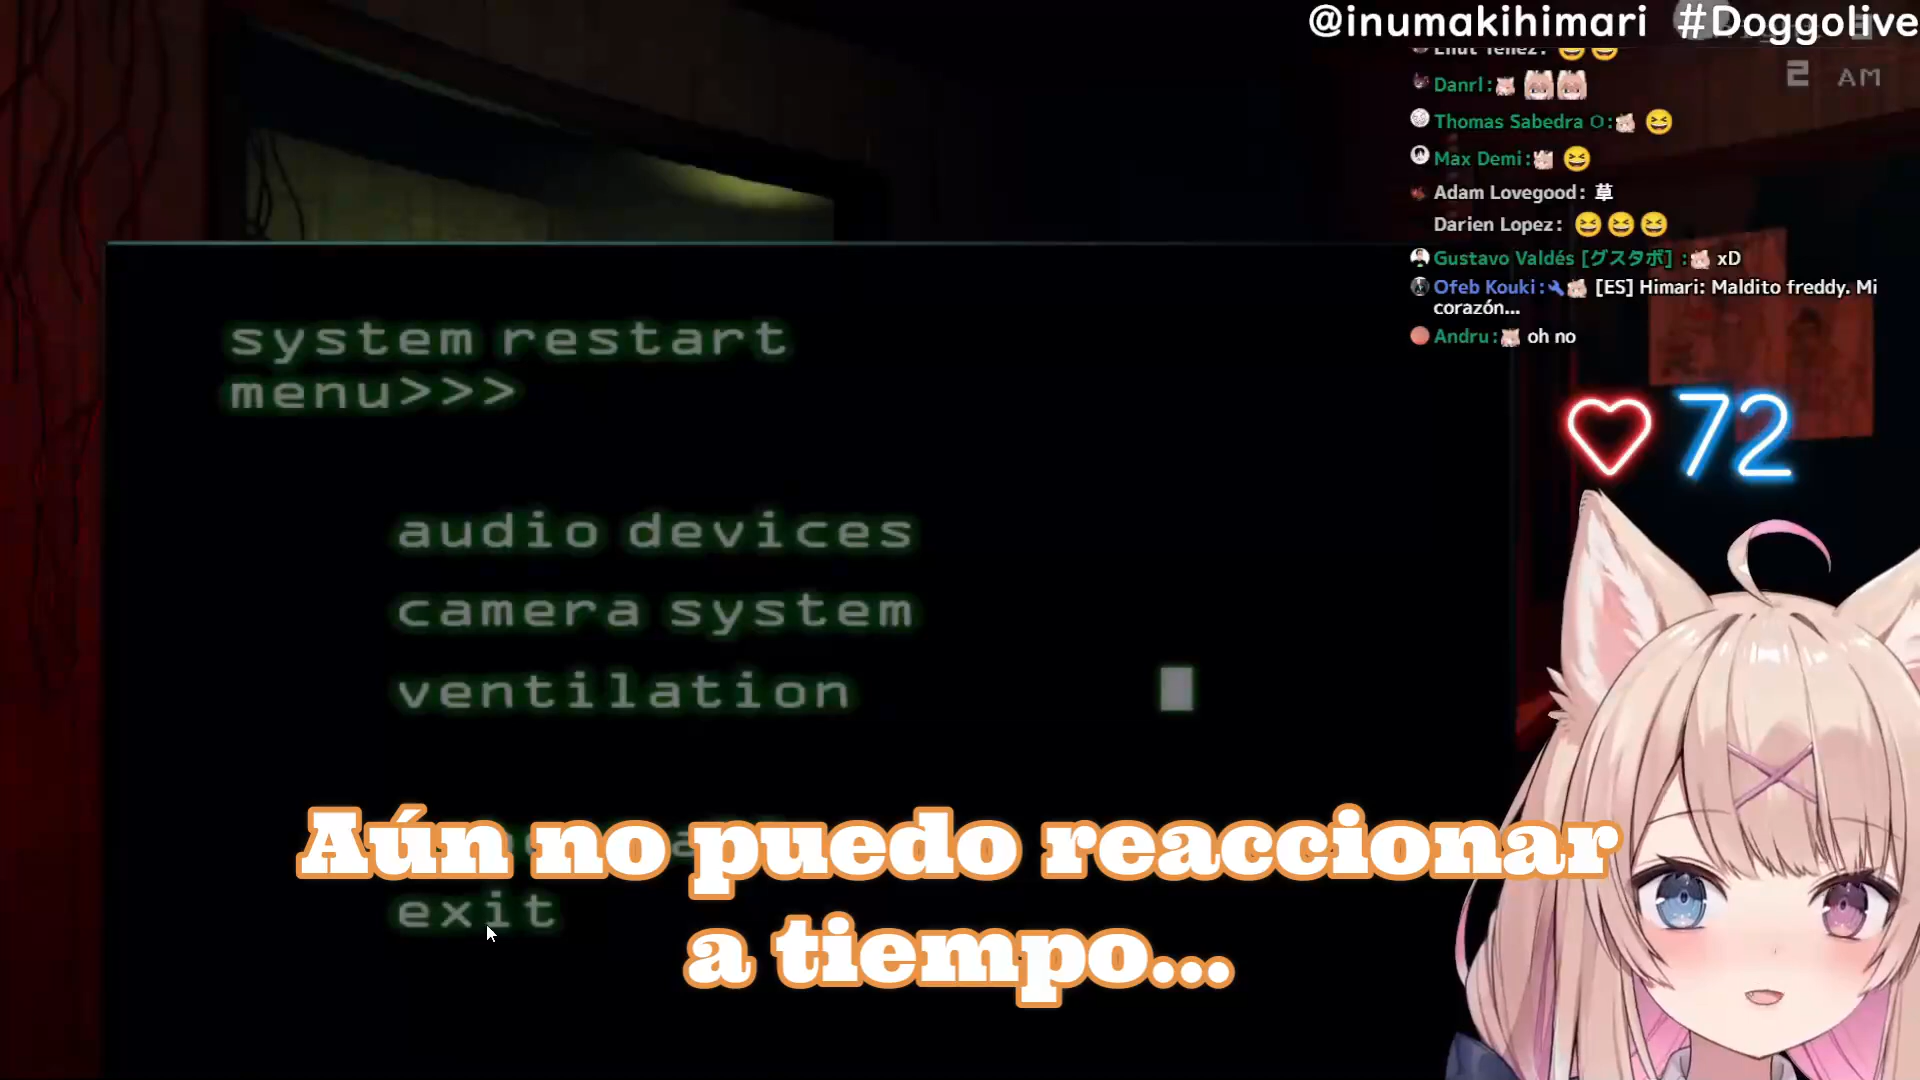 @inumakihimari #Doggolive
2 AM
Danrl:
Thomas Sabedra :
Max Demi:
Adam Lovegood: 草
Darien Lopez:
Gustavo Valdés [グスタボ] : xD
Ofeb Kouki: [ES] Himari: Maldito freddy. Mi
corazón...
Andru: oh no
72
system restart
menu>>>
audio devices
camera system
ventilation
Aún no puedo reaccionar
exit
a tiempo...